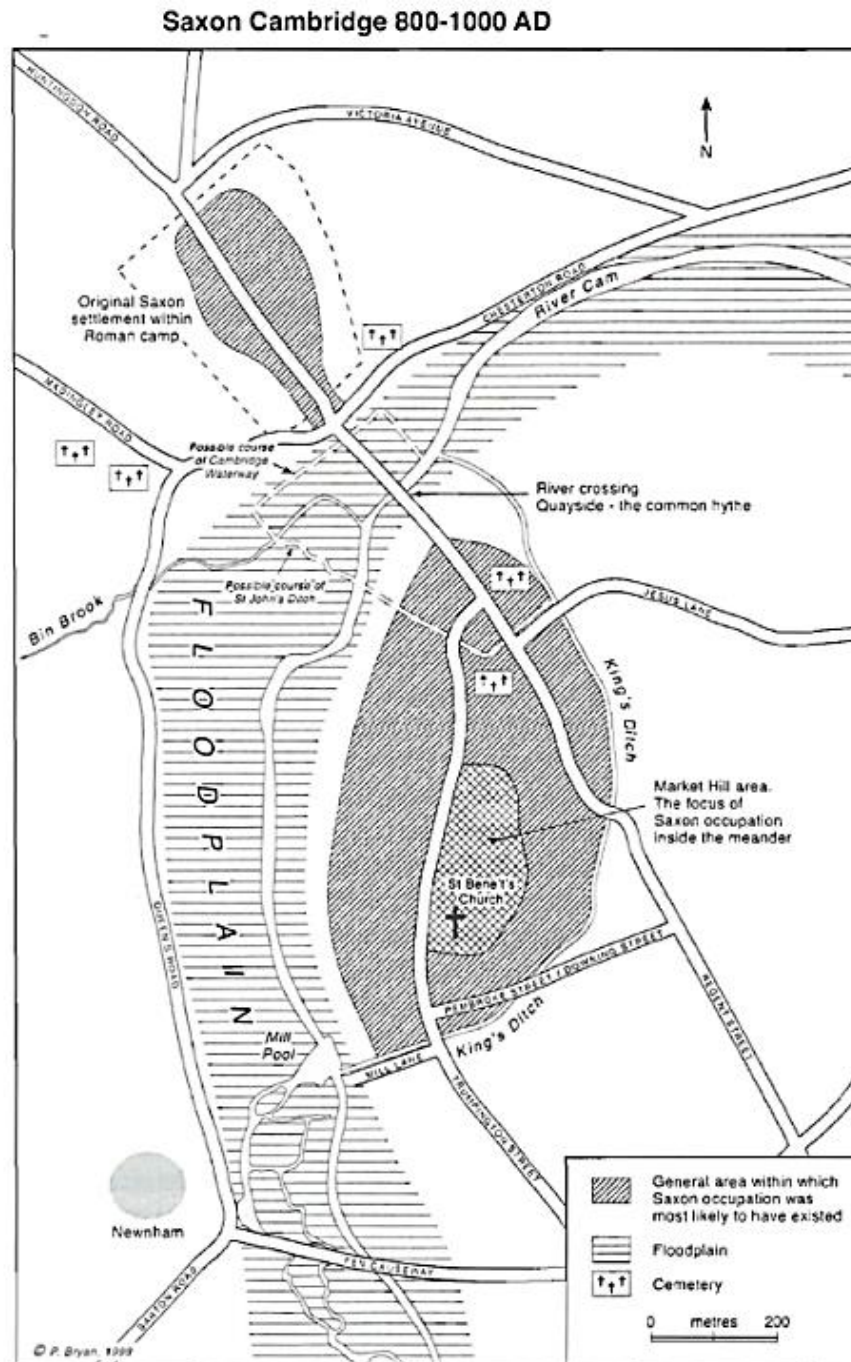 Saxon Cambridge 800-1000 AD
HUNTINGDON ROAD
VICTORIA AVENUE
N
Original Saxon
settlement within
Roman camp
CHESTERTON ROAD
River Cam
MADINGLEY ROAD
Possible course
of Cambridge
Waterway
River crossing
Quayside - the common hythe
Possible course of
St John's Ditch
Bin Brook
JESUS LANE
FLOODPLAIN
King's Ditch
Market Hill area.
The focus of
Saxon occupation
inside the meander
St Bene't's
Church
QUEEN'S ROAD
PEMBROKE STREET / DOWNING STREET
REGENT STREET
King's Ditch
Mill
Pool
MILL LANE
TRUMPINGTON STREET
Newnham
FEN CAUSEWAY
BARTON ROAD
General area within which
Saxon occupation was
most likely to have existed
Floodplain
Cemetery
0 metres 200
© P. Bryan, 1999